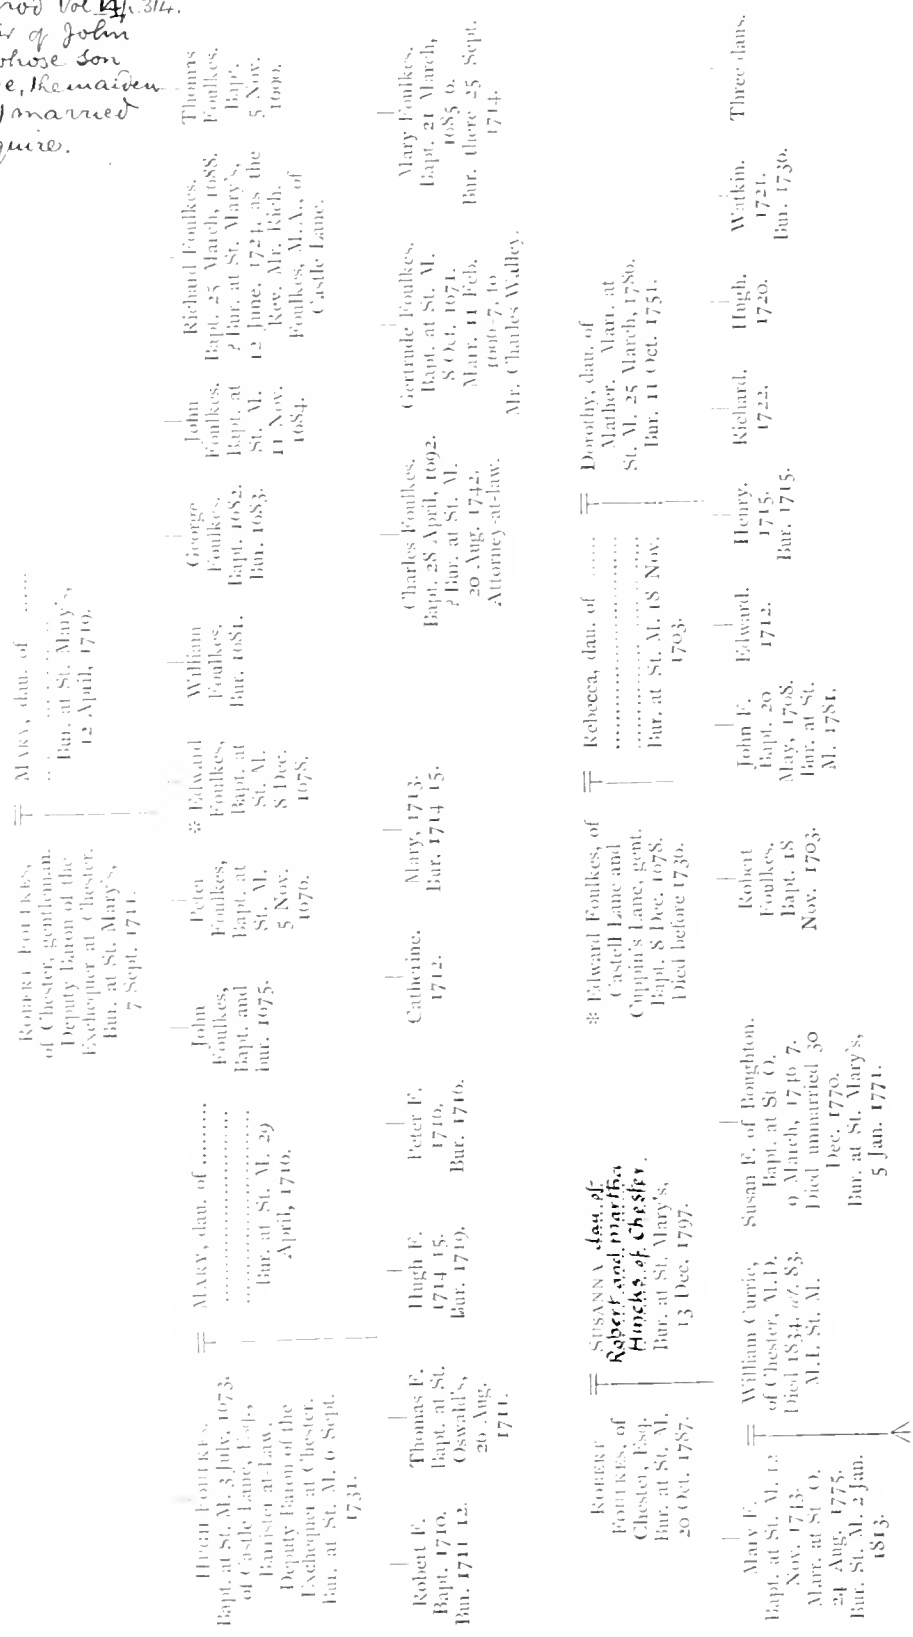 Vol 14 p. 314.
of John
whose son
the maiden
married
quire.
ROBERT FOULKES,
of Chester, gentleman.
Deputy Baron of the
Exchequer at Chester.
Bur. at St. Mary's,
7 Sept. 1711.
MARY, dau. of ......
.. ..............
Bur. at St. Mary's,
12 April, 1710.
HUGH FOULKES.
Bapt. at St. M. 3 July, 1673.
of Castle Lane, Esq.,
Barrister-at-Law.
Deputy Baron of the
Exchequer at Chester.
Bur. at St. M. 6 Sept.
1731.
MARY, dau. of ..........
........................
........................
Bur. at St. M. 29
April, 1710.
John
Foulkes,
Bapt. and
bur. 1675.
Peter
Foulkes,
Bapt. at
St. M.
5 Nov.
1676.
* Edward
Foulkes,
Bapt. at
St. M.
8 Dec.
1678.
William
Foulkes.
Bur. 1681.
George
Foulkes.
Bapt. 1682.
Bur. 1683.
John
Foulkes.
Bapt. at
St. M.
11 Nov.
1684.
Richard Foulkes.
Bapt. 25 March, 1688.
? Bur. at St. Mary's,
12 June, 1724, as the
Rev. Mr. Rich.
Foulkes, M.A., of
Castle Lane.
Thomas
Foulkes.
Bap.
5 Nov.
1690.
Robert F.
Bapt. 1710.
Bur. 1711 12.
Thomas F.
Bapt. at St.
Oswald's,
20 Aug.
1711.
Hugh F.
1714 15.
Bur. 1719.
Peter F.
1716.
Bur. 1716.
Catherine.
1712.
Mary, 1713.
Bur. 1714 15.
Charles Foulkes.
Bapt. 28 April, 1692.
? Bur. at St. M.
20 Aug. 1742.
Attorney-at-law.
Gertrude Foulkes.
Bapt. at St. M.
8 Oct. 1671.
Marr. 11 Feb.
1696-7, to
Mr. Charles Walley.
Mary Foulkes.
Bapt. 21 March,
1685 6.
Bur. there 25 Sept.
1714.
ROBERT
FOULKES, of
Chester, Esq.
Bur. at St. M.
20 Oct. 1787.
SUSANNA dau of
Robert and Martha
Hincks of Chester.
Bur. at St. Mary's,
13 Dec. 1797.
* Edward Foulkes, of
Castell Lane and
Cuppin's Lane, gent.
Bapt. 8 Dec. 1678.
Died before 1730.
Rebecca, dau. of ......
........................
........................
Bur. at St. M. 18 Nov.
1703.
Dorothy, dau. of
Mather. Marr. at
St. M. 25 March, 1706.
Bur. 11 Oct. 1751.
Mary F.
Bapt. at St. M. 12
Nov. 1743.
Marr. at St. O.
24 Aug. 1775.
Bur. St. M. 2 Jan.
1813.
William Currie,
of Chester, M.D.
Died 1834, æt. 83.
M.I. St. M.
Susan F. of Boughton.
Bapt. at St O.
9 March, 1746 7.
Died unmarried 30
Dec. 1770.
Bur. at St. Mary's,
5 Jan. 1771.
Robert
Foulkes.
Bapt. 18
Nov. 1703.
John F.
Bapt. 20
May, 1708.
Bur. at St.
M. 1781.
Edward.
1712.
Henry.
1715.
Bur. 1715.
Richard.
1722.
Hugh.
1720.
Watkin.
1721.
Bur. 1730.
Three daus.